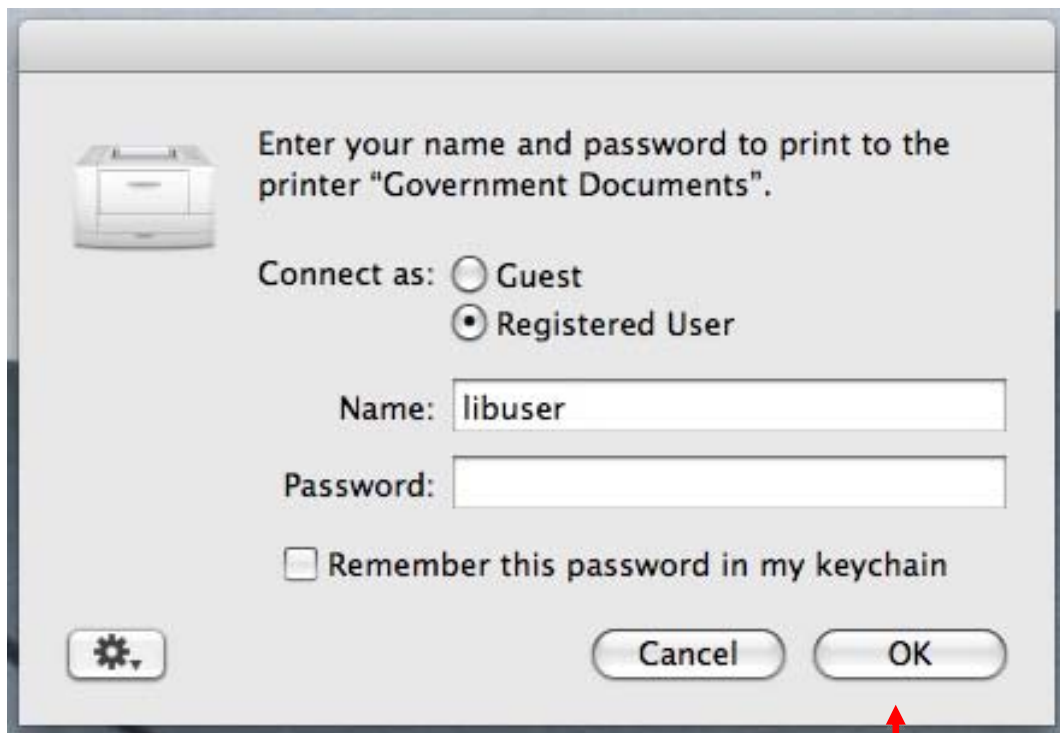 Enter your name and password to print to the
printer “Government Documents”.
Connect as: Guest
Registered User
Name: libuser
Password:
Remember this password in my keychain
Cancel OK